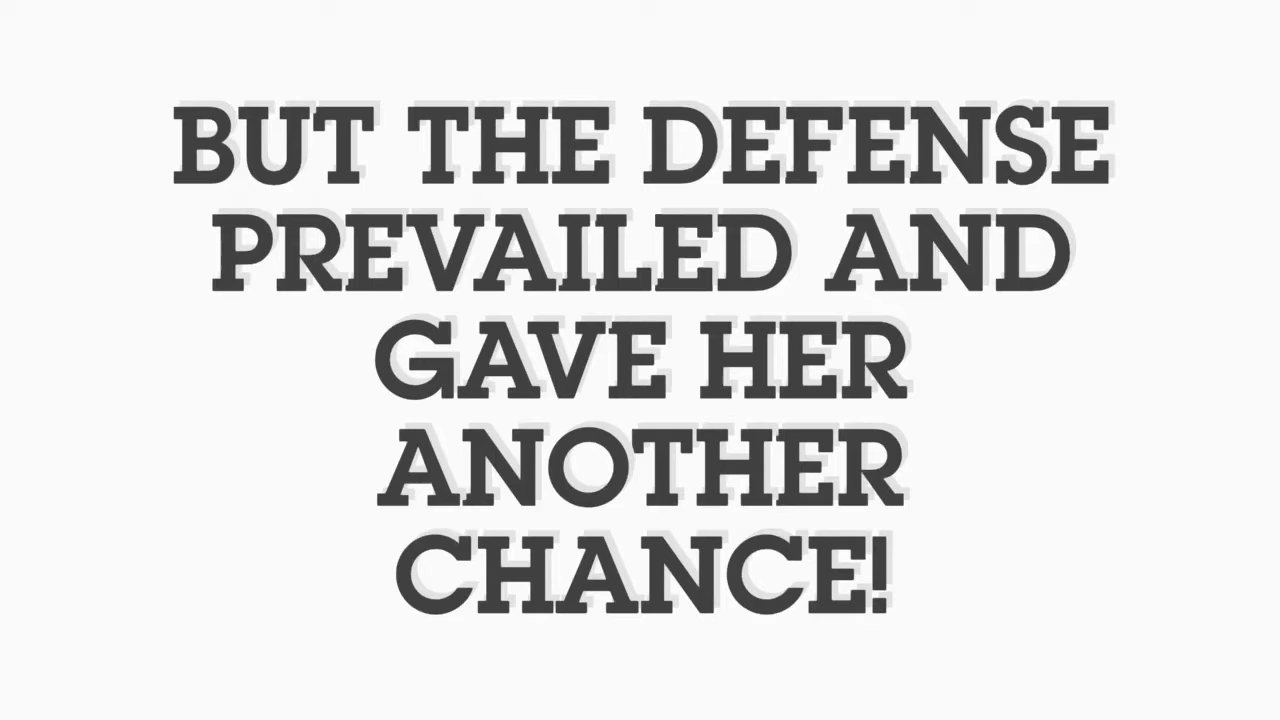 BUT THE DEFENSE
PREVAILED AND
GAVE HER
ANOTHER
CHANCE!